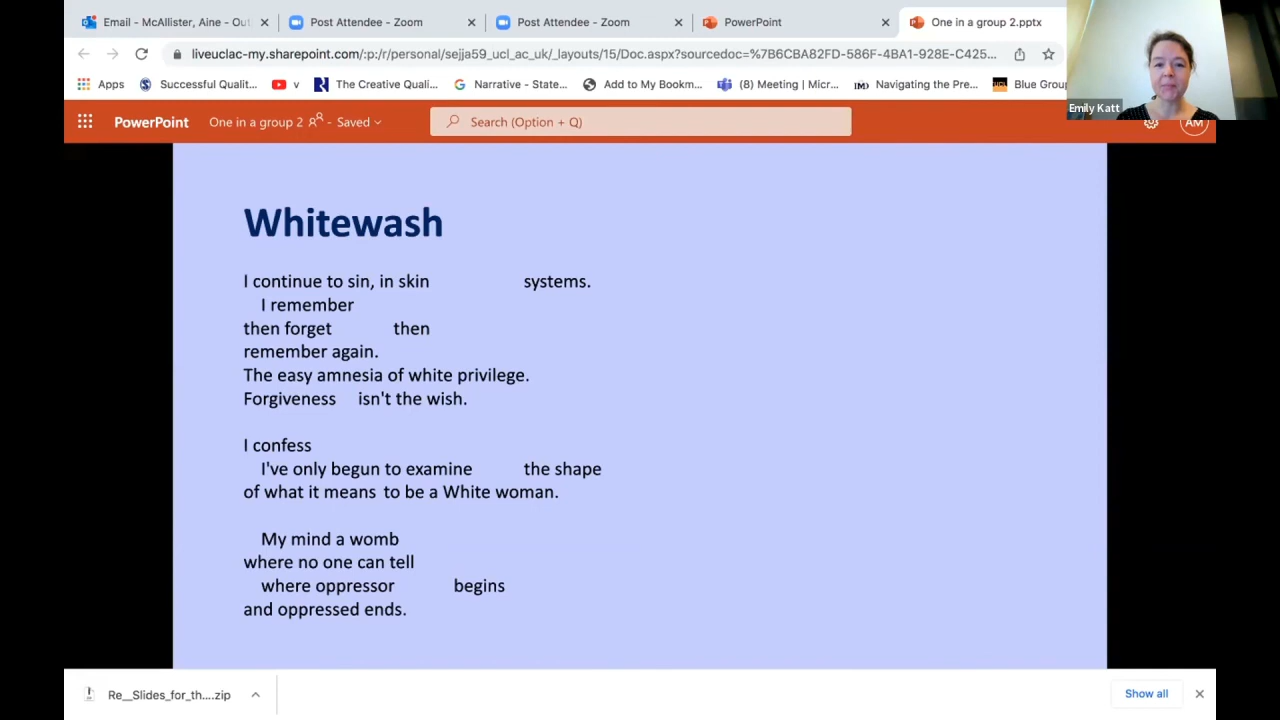 Email - McAllister, Aine - Out
Post Attendee - Zoom
Post Attendee - Zoom
PowerPoint
One in a group 2.pptx
liveuclac-my.sharepoint.com/:p:/r/personal/sejja59_ucl_ac_uk/_layouts/15/Doc.aspx?sourcedoc=%7B6CBA82FD-586F-4BA1-928E-C425...
Apps
Successful Qualit...
The Creative Quali...
Narrative - State...
Add to My Bookm...
(8) Meeting | Micr...
Navigating the Pre...
Blue Grou
Emily Katt
PowerPoint
One in a group 2 - Saved
Search (Option + Q)
AM
Whitewash
I continue to sin, in skin systems.
I remember
then forget then
remember again.
The easy amnesia of white privilege.
Forgiveness isn't the wish.
I confess
I've only begun to examine the shape
of what it means to be a White woman.
My mind a womb
where no one can tell
where oppressor begins
and oppressed ends.
Re__Slides_for_th....zip
Show all